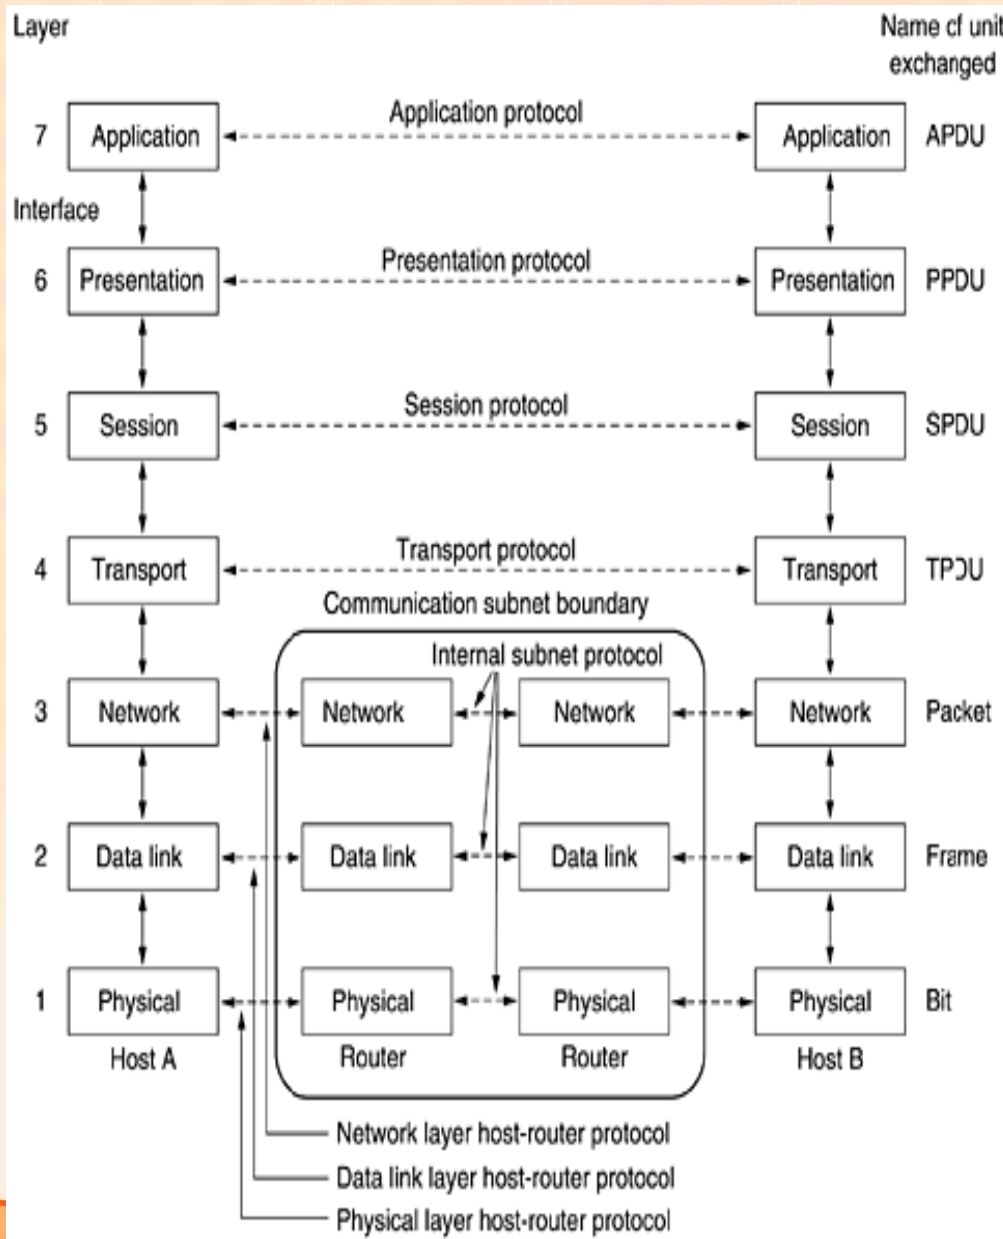 Layer
Name of unit
exchanged
7 Application Application protocol Application APDU
Interface
6 Presentation Presentation protocol Presentation PPDU
5 Session Session protocol Session SPDU
4 Transport Transport protocol Transport TPDU
Communication subnet boundary
Internal subnet protocol
3 Network Network Network Network Packet
2 Data link Data link Data link Data link Frame
1 Physical Physical Physical Physical Bit
Host A Router Router Host B
Network layer host-router protocol
Data link layer host-router protocol
Physical layer host-router protocol